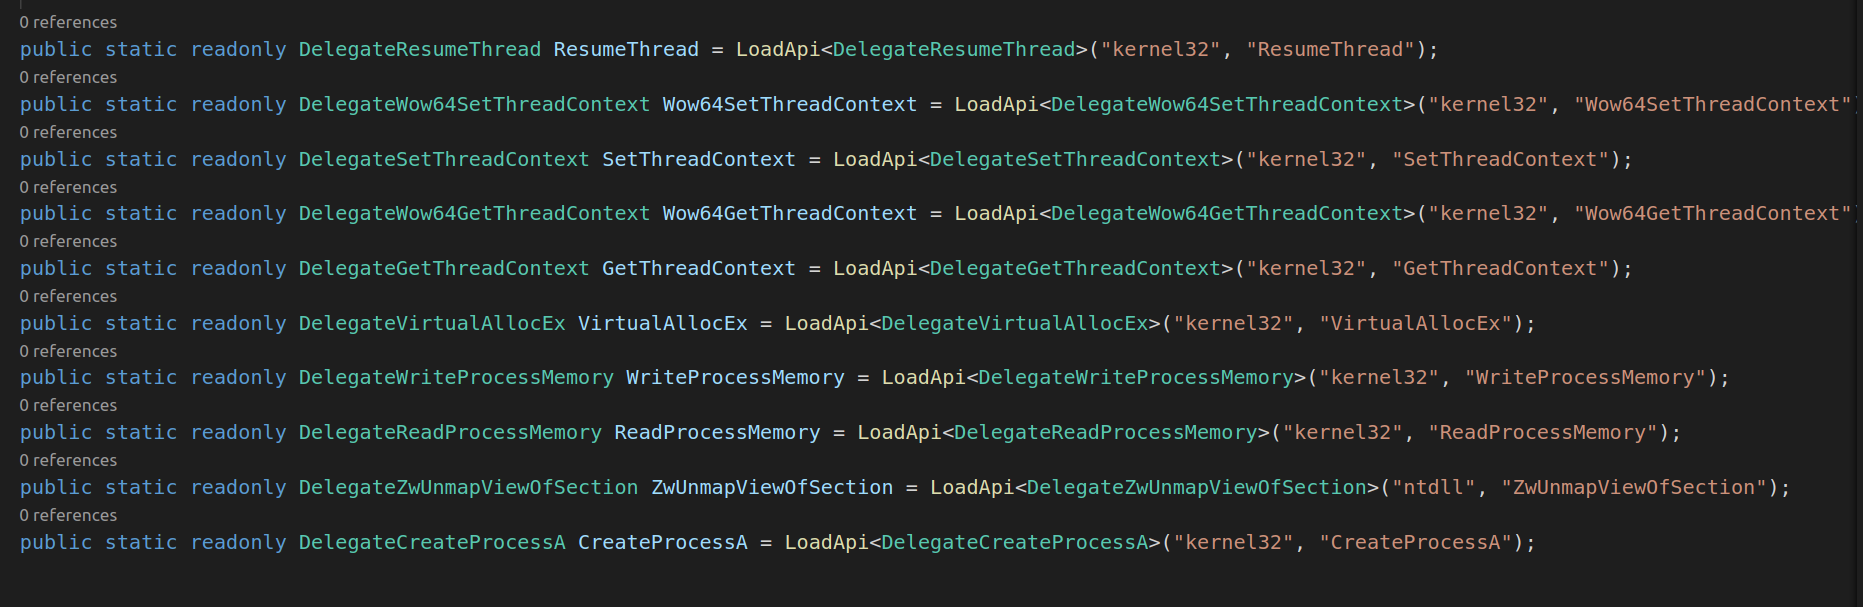 0 references
public static readonly DelegateResumeThread ResumeThread = LoadApi<DelegateResumeThread>("kernel32", "ResumeThread");
0 references
public static readonly DelegateWow64SetThreadContext Wow64SetThreadContext = LoadApi<DelegateWow64SetThreadContext>("kernel32", "Wow64SetThreadContext")
0 references
public static readonly DelegateSetThreadContext SetThreadContext = LoadApi<DelegateSetThreadContext>("kernel32", "SetThreadContext");
0 references
public static readonly DelegateWow64GetThreadContext Wow64GetThreadContext = LoadApi<DelegateWow64GetThreadContext>("kernel32", "Wow64GetThreadContext")
0 references
public static readonly DelegateGetThreadContext GetThreadContext = LoadApi<DelegateGetThreadContext>("kernel32", "GetThreadContext");
0 references
public static readonly DelegateVirtualAllocEx VirtualAllocEx = LoadApi<DelegateVirtualAllocEx>("kernel32", "VirtualAllocEx");
0 references
public static readonly DelegateWriteProcessMemory WriteProcessMemory = LoadApi<DelegateWriteProcessMemory>("kernel32", "WriteProcessMemory");
0 references
public static readonly DelegateReadProcessMemory ReadProcessMemory = LoadApi<DelegateReadProcessMemory>("kernel32", "ReadProcessMemory");
0 references
public static readonly DelegateZwUnmapViewOfSection ZwUnmapViewOfSection = LoadApi<DelegateZwUnmapViewOfSection>("ntdll", "ZwUnmapViewOfSection");
0 references
public static readonly DelegateCreateProcessA CreateProcessA = LoadApi<DelegateCreateProcessA>("kernel32", "CreateProcessA");